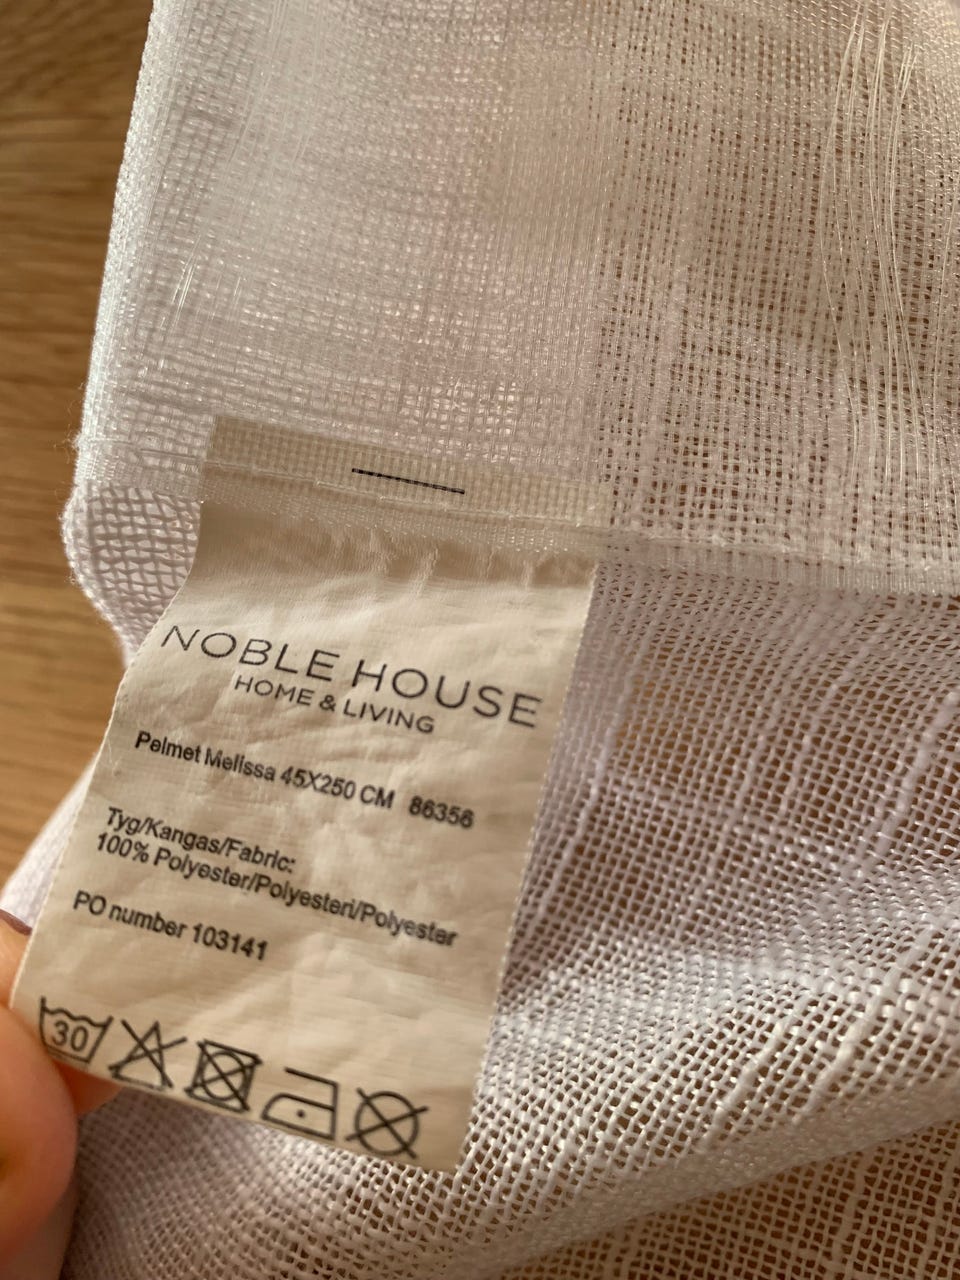 NOBLE HOUSE
HOME & LIVING
Pelmet Melissa 45X250 CM 86356
Tyg/Kangas/Fabric:
100% Polyester/Polyesteri/Polyester
PO number 103141
30